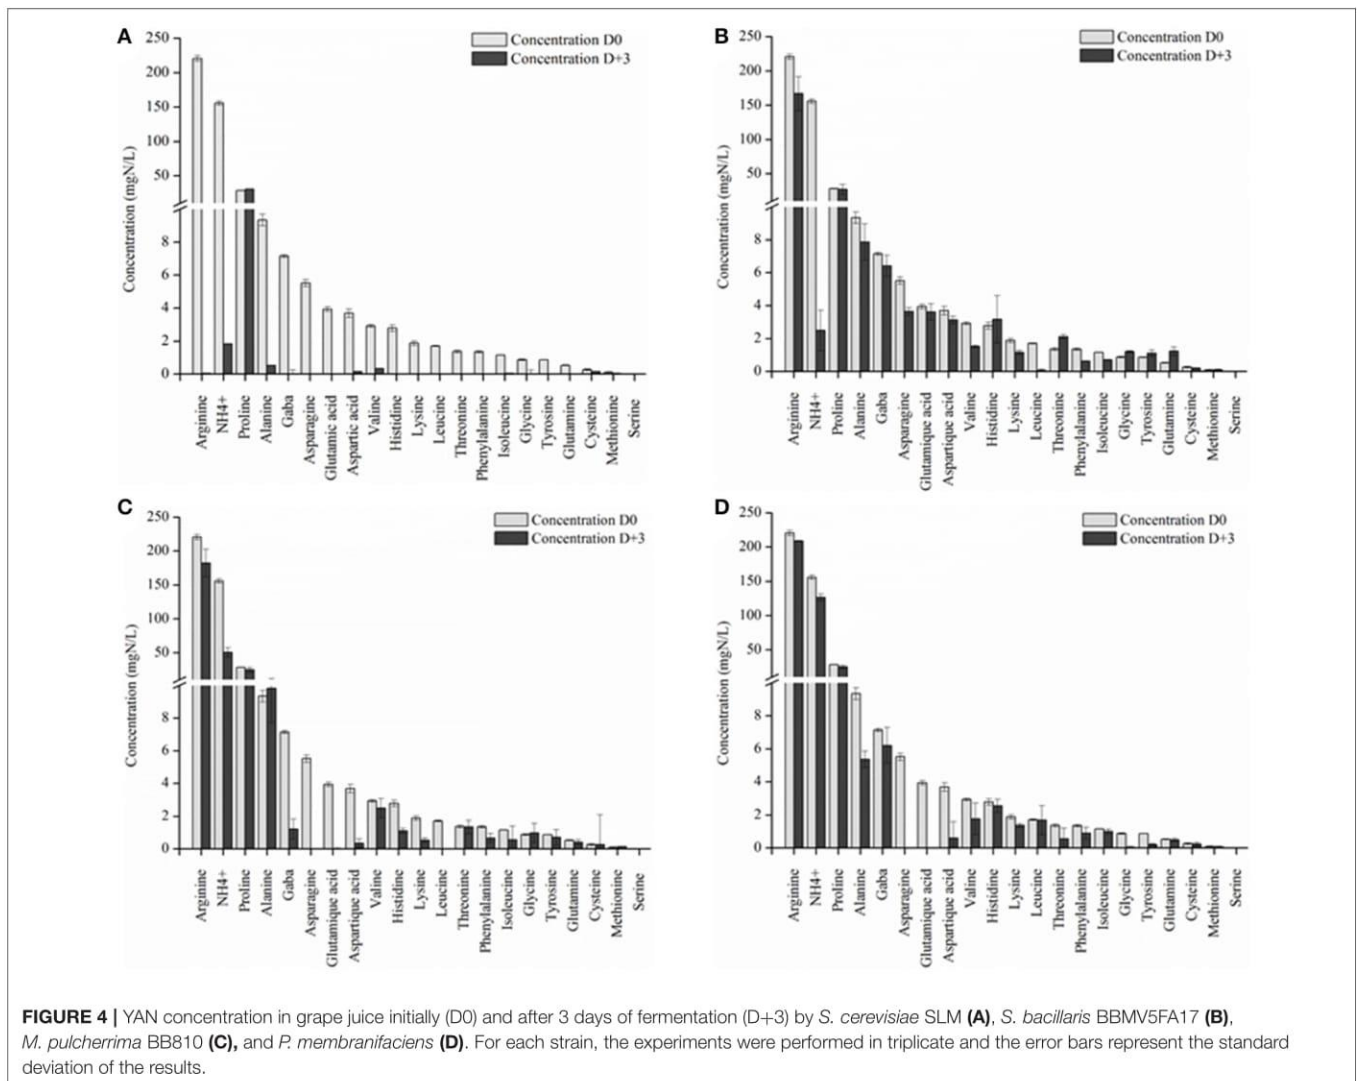 A
Concentration D0
Concentration D+3
Concentration (mgN/L)
250
200
150
100
50
8
6
4
2
0
Arginine
NH4+
Proline
Alanine
Gaba
Asparagine
Glutamic acid
Aspartic acid
Valine
Histidine
Lysine
Leucine
Threonine
Phenylalanine
Isoleucine
Glycine
Tyrosine
Glutamine
Cysteine
Methionine
Serine
B
Concentration D0
Concentration D+3
Concentration (mgN/L)
250
200
150
100
50
8
6
4
2
0
Arginine
NH4+
Proline
Alanine
Gaba
Asparagine
Glutamique acid
Aspartique acid
Valine
Histidine
Lysine
Leucine
Threonine
Phenylalanine
Isoleucine
Glycine
Tyrosine
Glutamine
Cysteine
Methionine
Serine
C
Concentration D0
Concentration D+3
Concentration (mgN/L)
250
200
150
100
50
8
6
4
2
0
Arginine
NH4+
Proline
Alanine
Gaba
Asparagine
Glutamique acid
Aspartique acid
Valine
Histidine
Lysine
Leucine
Threonine
Phenylalanine
Isoleucine
Glycine
Tyrosine
Glutamine
Cysteine
Methionine
Serine
D
Concentration D0
Concentration D+3
Concentration (mgN/L)
250
200
150
100
50
8
6
4
2
0
Arginine
NH4+
Proline
Alanine
Gaba
Asparagine
Glutamique acid
Aspartique acid
Valine
Histidine
Lysine
Leucine
Threonine
Phenylalanine
Isoleucine
Glycine
Tyrosine
Glutamine
Cysteine
Methionine
Serine
FIGURE 4 | YAN concentration in grape juice initially (D0) and after 3 days of fermentation (D+3) by S. cerevisiae SLM (A), S. bacillaris BBMV5FA17 (B),
M. pulcherrima BB810 (C), and P. membranifaciens (D). For each strain, the experiments were performed in triplicate and the error bars represent the standard
deviation of the results.